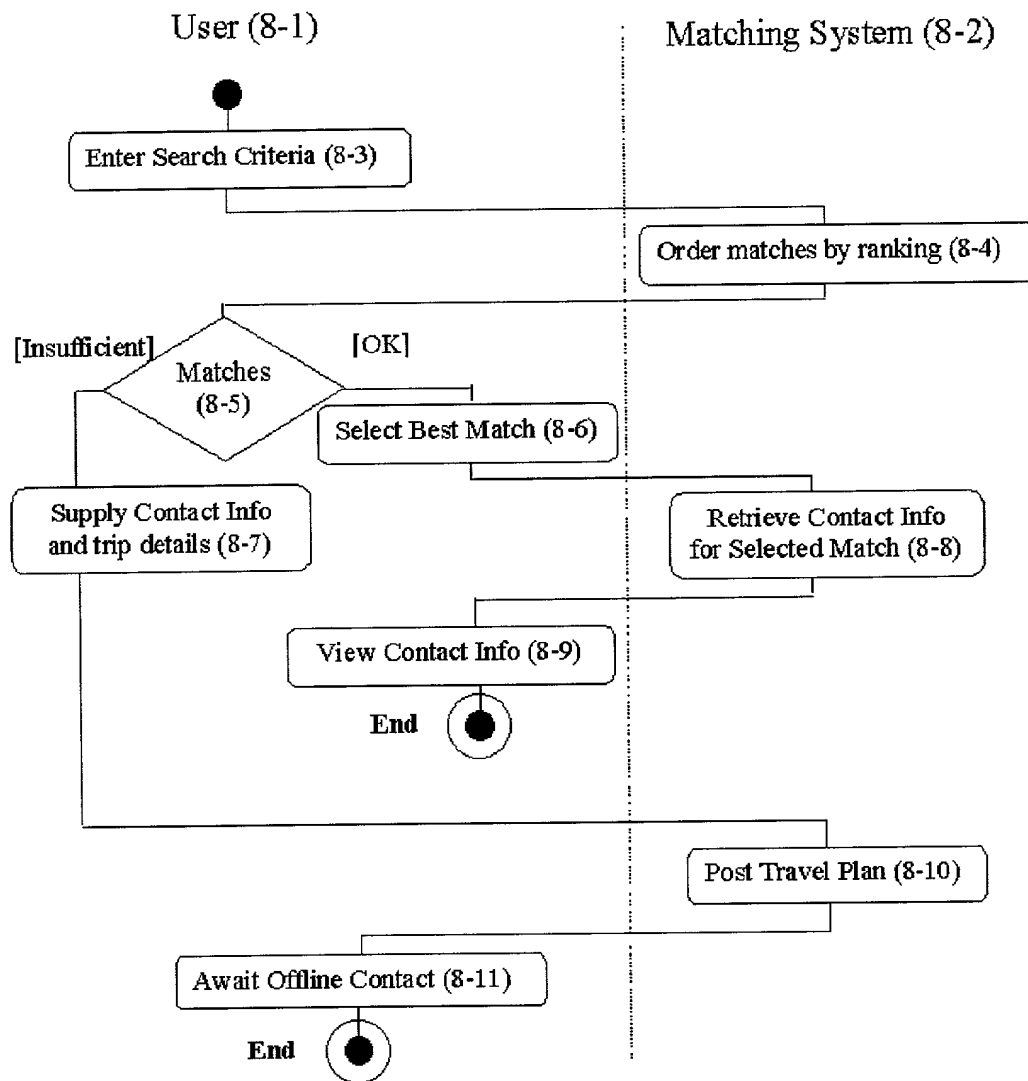 User (8-1)
Matching System (8-2)
Enter Search Criteria (8-3)
Order matches by ranking (8-4)
[Insufficient]
[OK]
Matches
(8-5)
Select Best Match (8-6)
Supply Contact Info
and trip details (8-7)
Retrieve Contact Info
for Selected Match (8-8)
View Contact Info (8-9)
End
Post Travel Plan (8-10)
Await Offline Contact (8-11)
End